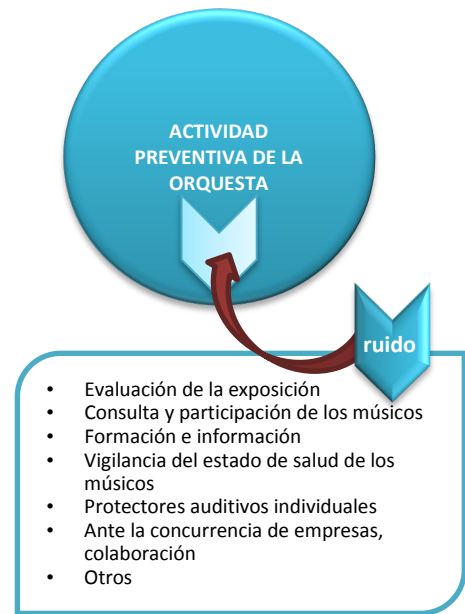 ACTIVIDAD
PREVENTIVA DE LA
ORQUESTA
ruido
• Evaluación de la exposición
• Consulta y participación de los músicos
• Formación e información
• Vigilancia del estado de salud de los
músicos
• Protectores auditivos individuales
• Ante la concurrencia de empresas,
colaboración
• Otros